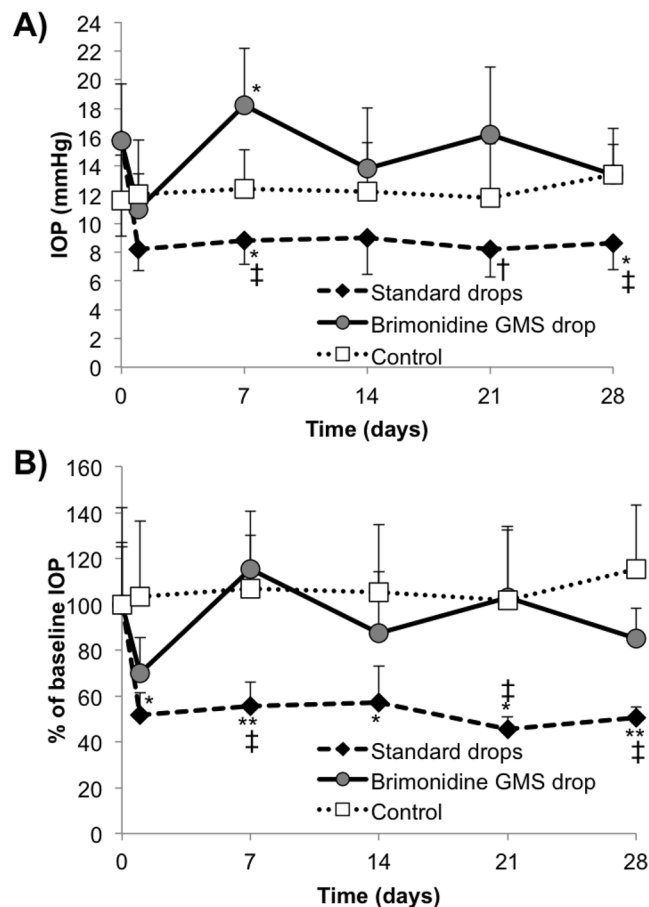 A)
IOP (mmHg)
24
22
20
18
16
14
12
10
8
6
4
2
0
*
*
‡
†
*
‡
Standard drops
Brimonidine GMS drop
Control
0 7 14 21 28
Time (days)
B)
% of baseline IOP
160
140
120
100
80
60
40
20
0
*
**
‡
*
‡
*
**
‡
Standard drops
Brimonidine GMS drop
Control
0 7 14 21 28
Time (days)